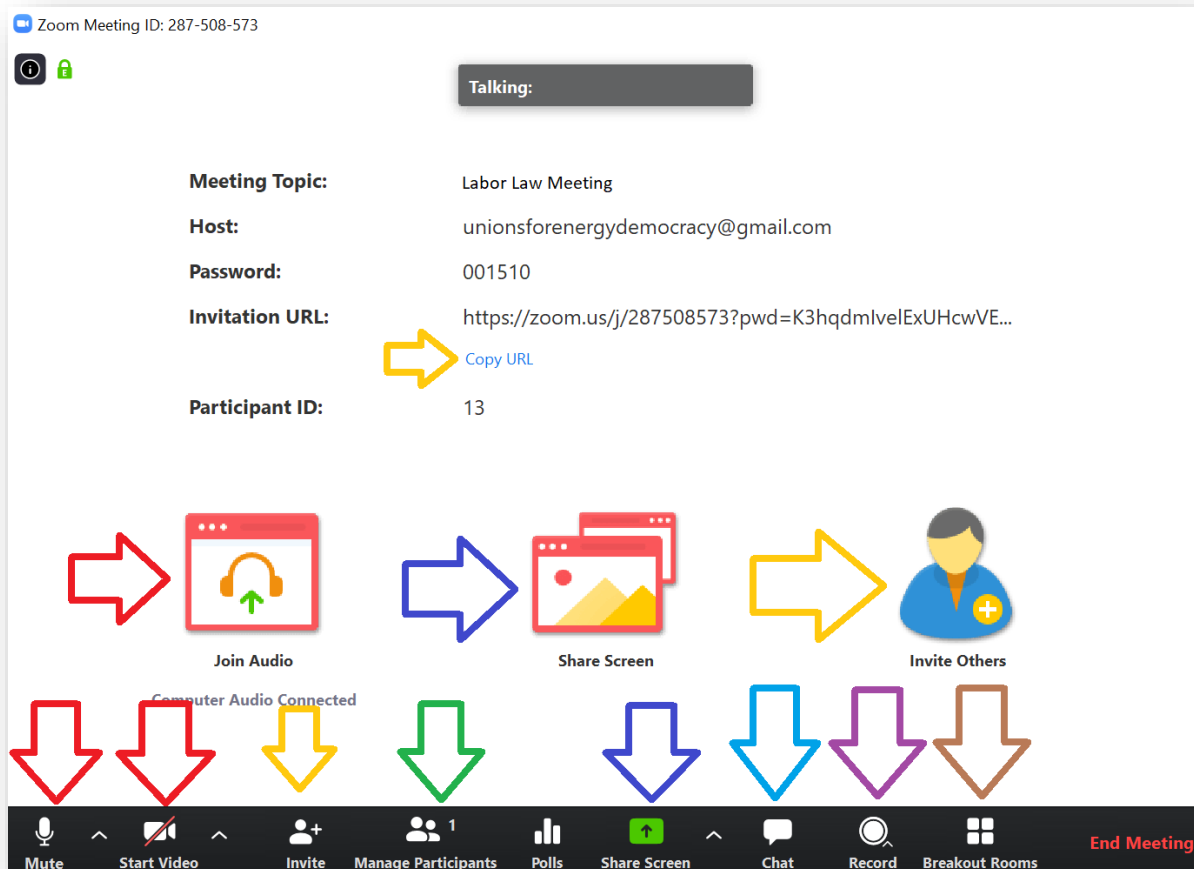 Zoom Meeting ID: 287-508-573
Talking:
Meeting Topic: Labor Law Meeting
Host: unionsforenergydemocracy@gmail.com
Password: 001510
Invitation URL: https://zoom.us/j/287508573?pwd=K3hqdmIvelExUHcwVE...
Copy URL
Participant ID: 13
Join Audio Share Screen Invite Others
Computer Audio Connected
1
Mute Start Video Invite Manage Participants Polls Share Screen Chat Record Breakout Rooms End Meeting